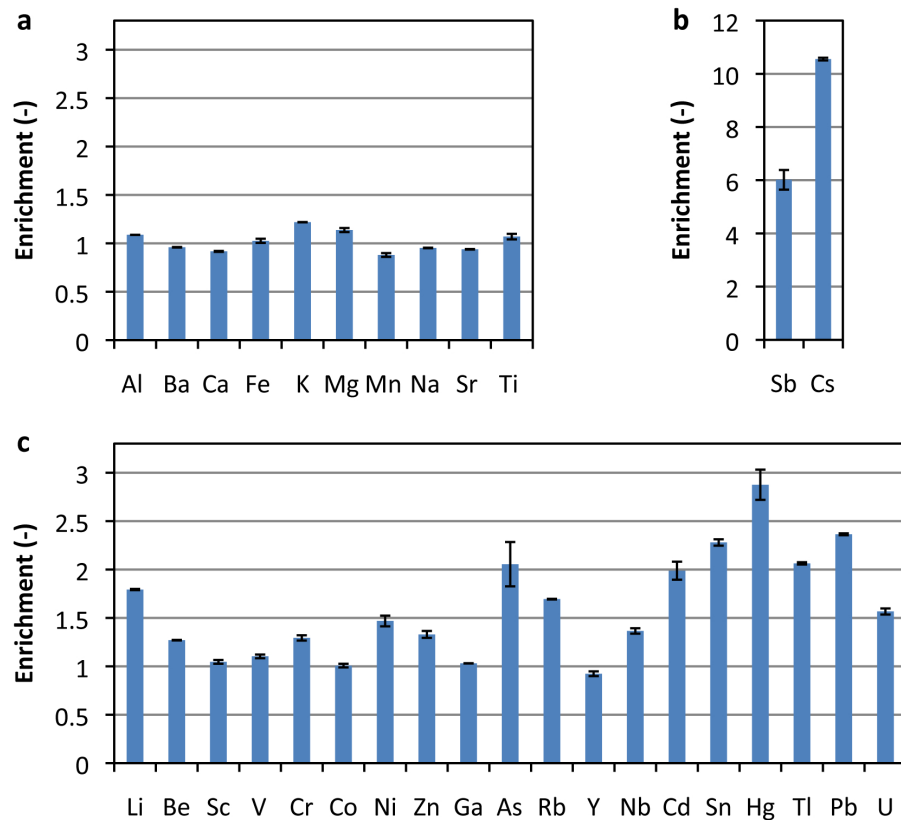 a
3
2.5
2
1.5
1
0.5
0
Enrichment (-)
Al Ba Ca Fe K Mg Mn Na Sr Ti
b
12
10
8
6
4
2
0
Enrichment (-)
Sb Cs
c
3
2.5
2
1.5
1
0.5
0
Enrichment (-)
Li Be Sc V Cr Co Ni Zn Ga As Rb Y Nb Cd Sn Hg Tl Pb U